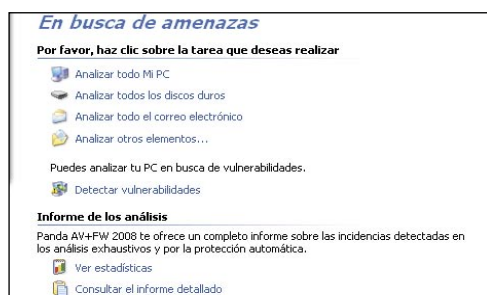 En busca de amenazas
Por favor, haz clic sobre la tarea que deseas realizar
Analizar todo Mi PC
Analizar todos los discos duros
Analizar todo el correo electrónico
Analizar otros elementos...
Puedes analizar tu PC en busca de vulnerabilidades.
Detectar vulnerabilidades
Informe de los análisis
Panda AV+FW 2008 te ofrece un completo informe sobre las incidencias detectadas en
los análisis exhaustivos y por la protección automática.
Ver estadísticas
Consultar el informe detallado